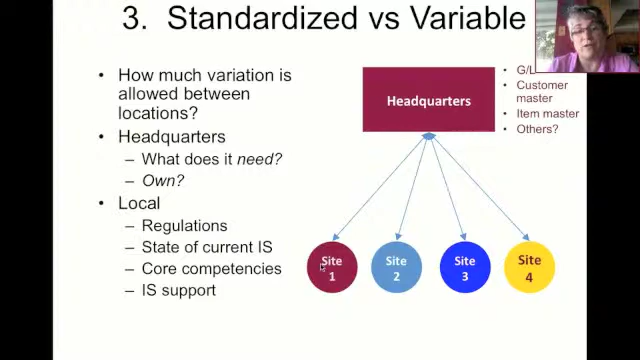 3. Standardized vs Variable
• How much variation is
allowed between
locations?
• Headquarters
– What does it need?
– Own?
• Local
– Regulations
– State of current IS
– Core competencies
– IS support
Headquarters
• G/L
• Customer
master
• Item master
• Others?
Site
1
Site
2
Site
3
Site
4